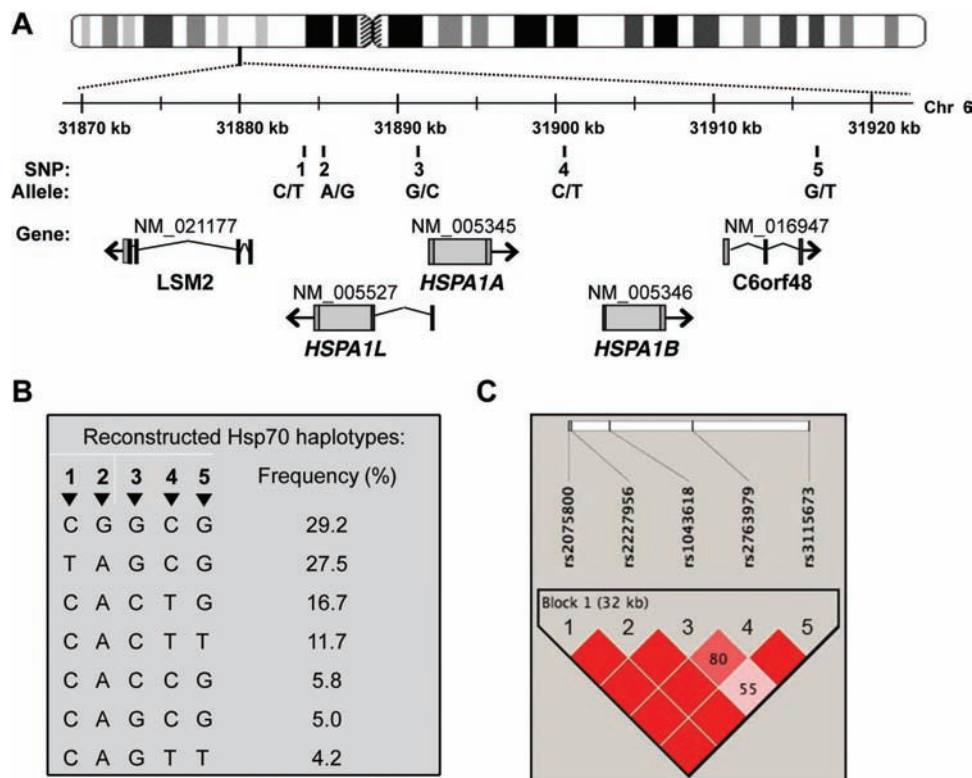 A
Chr 6
31870 kb 31880 kb 31890 kb 31900 kb 31910 kb 31920 kb
SNP: 1 2 3 4 5
Allele: C/T A/G G/C C/T G/T
Gene: NM_021177 NM_005345 NM_016947
LSM2 HSPA1A C6orf48
NM_005527 NM_005346
HSPA1L HSPA1B
B
Reconstructed Hsp70 haplotypes:
1 2 3 4 5 Frequency (%)
C G G C G 29.2
T A G C G 27.5
C A C T G 16.7
C A C T T 11.7
C A C C G 5.8
C A G C G 5.0
C A G T T 4.2
C
rs2075800
rs2227956
rs1043618
rs2763979
rs3115673
Block 1 (32 kb)
1 2 3 4 5
80
55